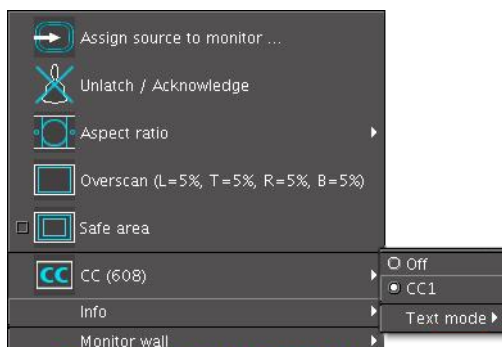 Assign source to monitor ...
Unlatch / Acknowledge
Aspect ratio
Overscan (L=5%, T=5%, R=5%, B=5%)
Safe area
CC CC (608)
Off
CC1
Text mode
Info
Monitor wall